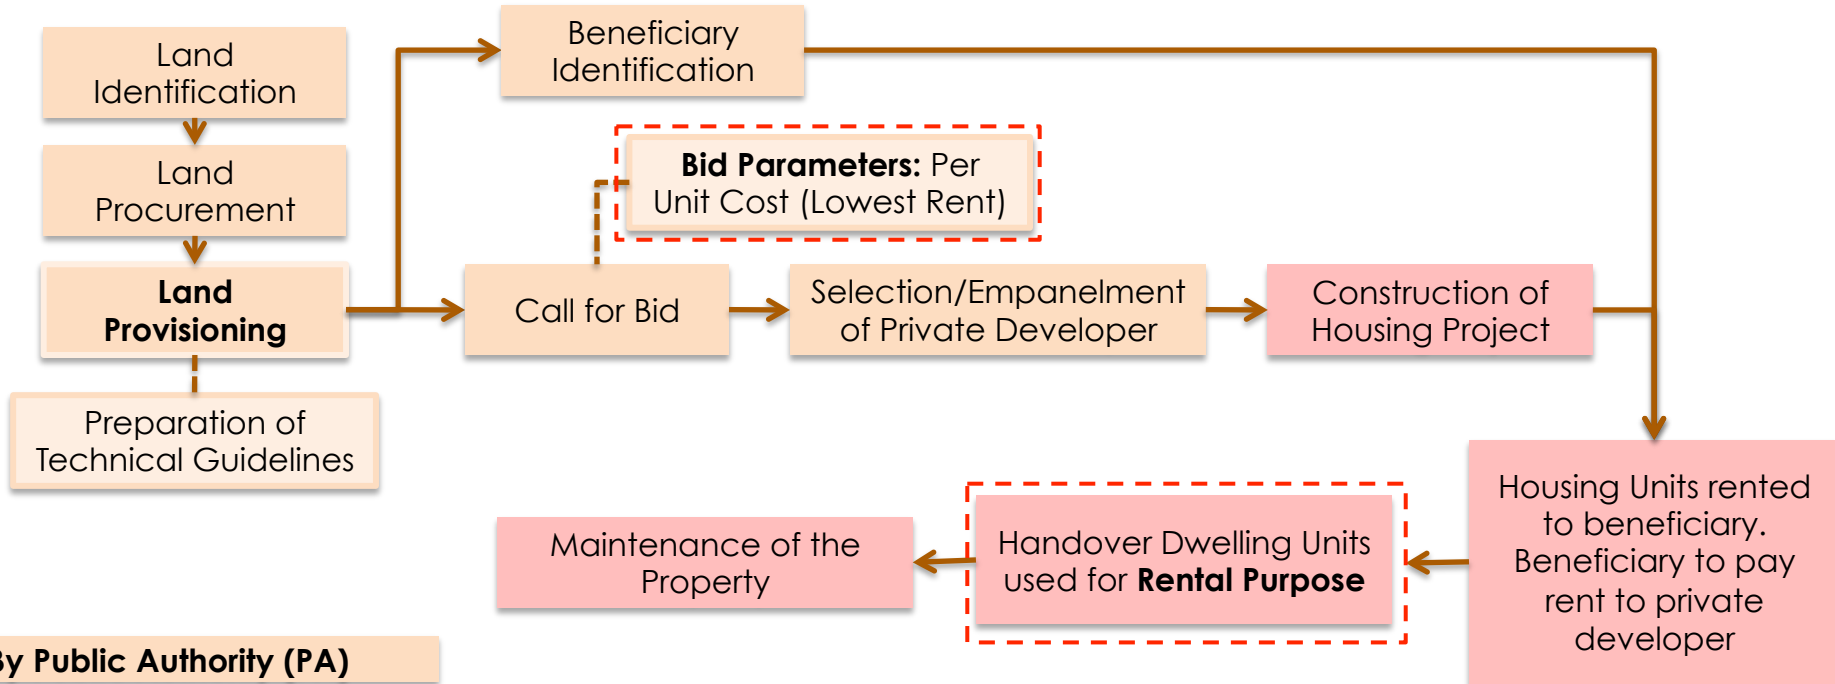 Land
Identification
Land
Procurement
Land
Provisioning
Preparation of
Technical Guidelines
Beneficiary
Identification
Bid Parameters: Per
Unit Cost (Lowest Rent)
Call for Bid
Selection/Empanelment
of Private Developer
Construction of
Housing Project
Housing Units rented
to beneficiary.
Beneficiary to pay
rent to private
developer
Handover Dwelling Units
used for Rental Purpose
Maintenance of the
Property
By Public Authority (PA)